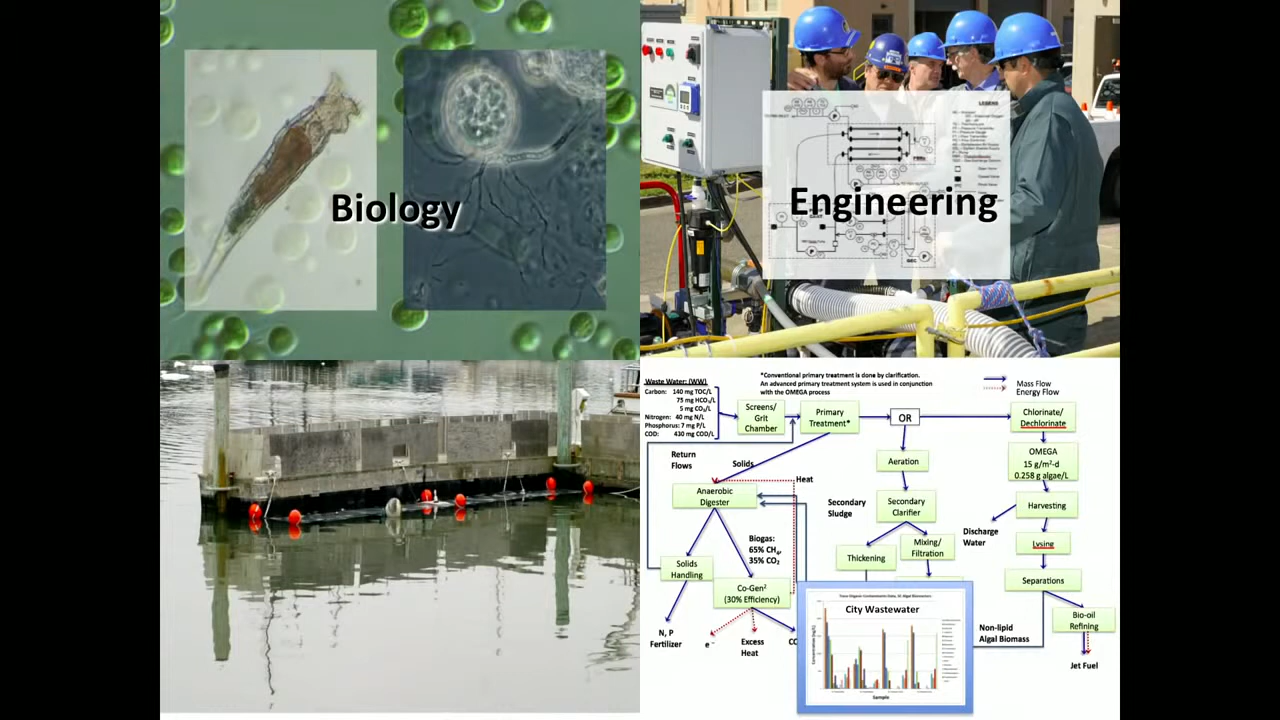 Biology
Engineering
LEGEND
*Conventional primary treatment is done by clarification.
An advanced primary treatment system is used in conjunction
with the OMEGA process
Mass Flow
Energy Flow
Waste Water: (WW)
Carbon: 140 mg TOC/L
75 mg HCO₃/L
5 mg CO₂/L
Nitrogen: 40 mg N/L
Phosphorus: 7 mg P/L
COD: 430 mg COD/L
Screens/
Grit
Chamber
Primary
Treatment*
OR
Chlorinate/
Dechlorinate
Return
Flows
Solids
Heat
Aeration
OMEGA
15 g/m²-d
0.258 g algae/L
Anaerobic
Digester
Secondary
Sludge
Secondary
Clarifier
Harvesting
Discharge
Water
Biogas:
65% CH₄,
35% CO₂
Mixing/
Filtration
Lysing
Thickening
Solids
Handling
Co-Gen²
(30% Efficiency)
Separations
City Wastewater
Sample
N, P
Fertilizer
e⁻
Excess
Heat
CC
Non-lipid
Algal Biomass
Bio-oil
Refining
Jet Fuel